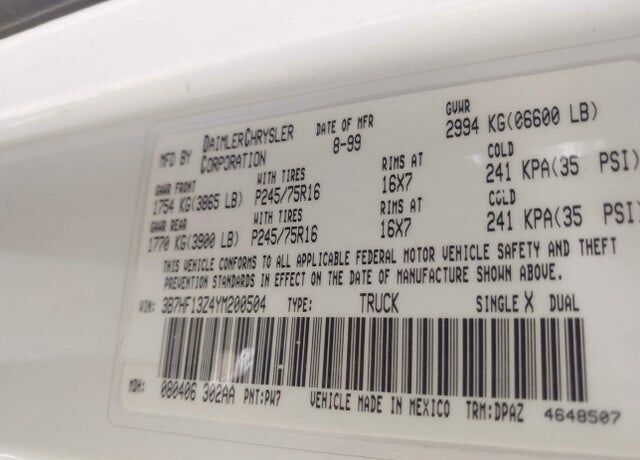 MFD BY DAIMLERCHRYSLER CORPORATION DATE OF MFR 8-99 GVWR 2994 KG(06600 LB)
GAWR FRONT WITH TIRES RIMS AT COLD
1754 KG(3865 LB) P245/75R16 16X7 241 KPA(35 PSI)
GAWR REAR WITH TIRES RIMS AT COLD
1770 KG(3900 LB) P245/75R16 16X7 241 KPA(35 PSI
THIS VEHICLE CONFORMS TO ALL APPLICABLE FEDERAL MOTOR VEHICLE SAFETY AND THEFT
PREVENTION STANDARDS IN EFFECT ON THE DATE OF MANUFACTURE SHOWN ABOVE.
VIN: 3B7HF13Z4YM200504 TYPE: TRUCK SINGLE X DUAL
MDH: 080406 302AA PNT:PW7 VEHICLE MADE IN MEXICO TRM:DPAZ 4648507